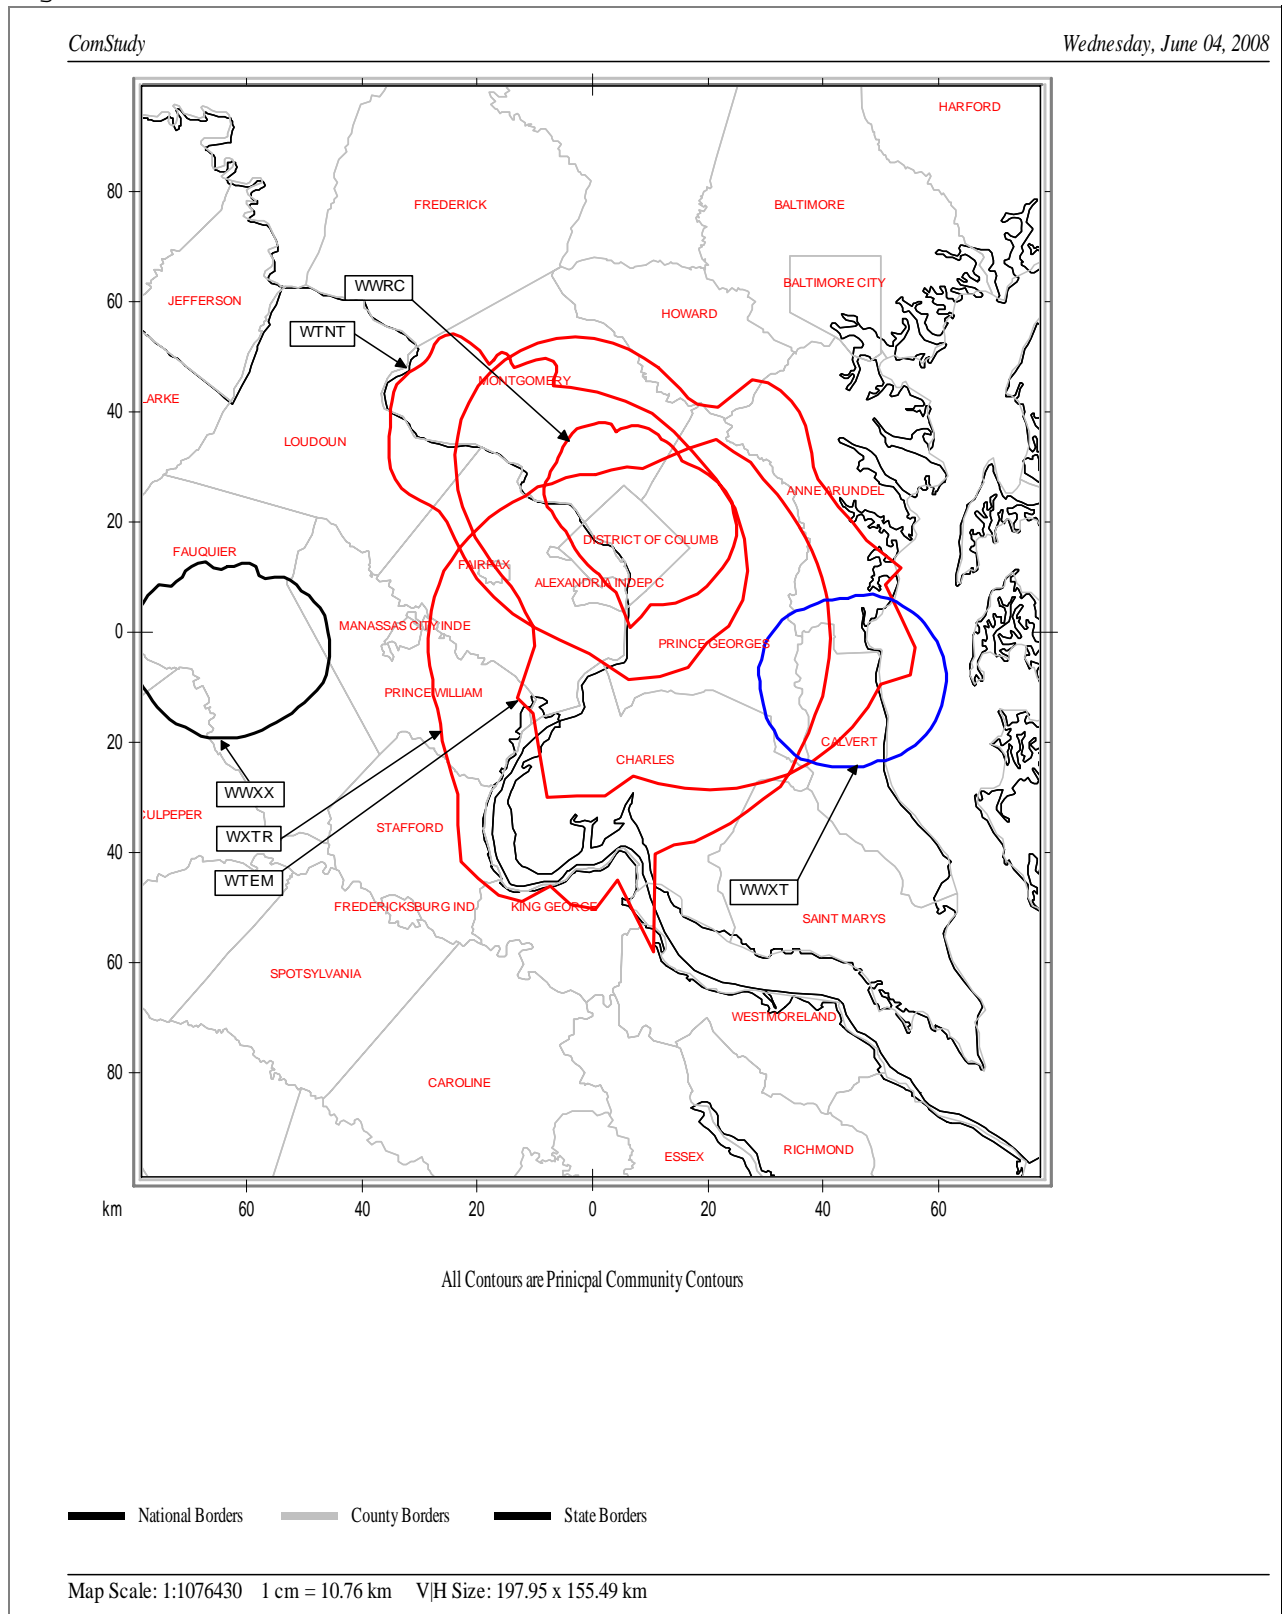 ComStudy Wednesday, June 04, 2008
HARFORD
80
FREDERICK BALTIMORE
WWRC BALTIMORE CITY
60 JEFFERSON HOWARD
WTNT
MONTGOMERY
40 LARKE
LOUDOUN
ANNE ARUNDEL
20
FAUQUIER DISTRICT OF COLUMB
FAIRFAX
ALEXANDRIA INDEP C
0 MANASSAS CITY INDE
PRINCE GEORGES
PRINCE WILLIAM
20 CALVERT
CHARLES
WWXX
CULPEPER
STAFFORD
WXTR
40
WTEM
WWXT
FREDERICKSBURG IND KING GEORGE
SAINT MARYS
60
SPOTSYLVANIA
WESTMORELAND
80
CAROLINE
RICHMOND
ESSEX
km 60 40 20 0 20 40 60
All Contours are Prinicpal Community Contours
National Borders County Borders State Borders
Map Scale: 1:1076430 1 cm = 10.76 km V|H Size: 197.95 x 155.49 km